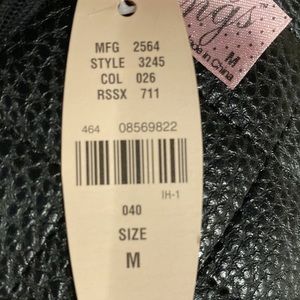 MFG 2564
STYLE 3245
COL 026
RSSX 711
464 08569822
IH-1
040
SIZE
M
M
in China